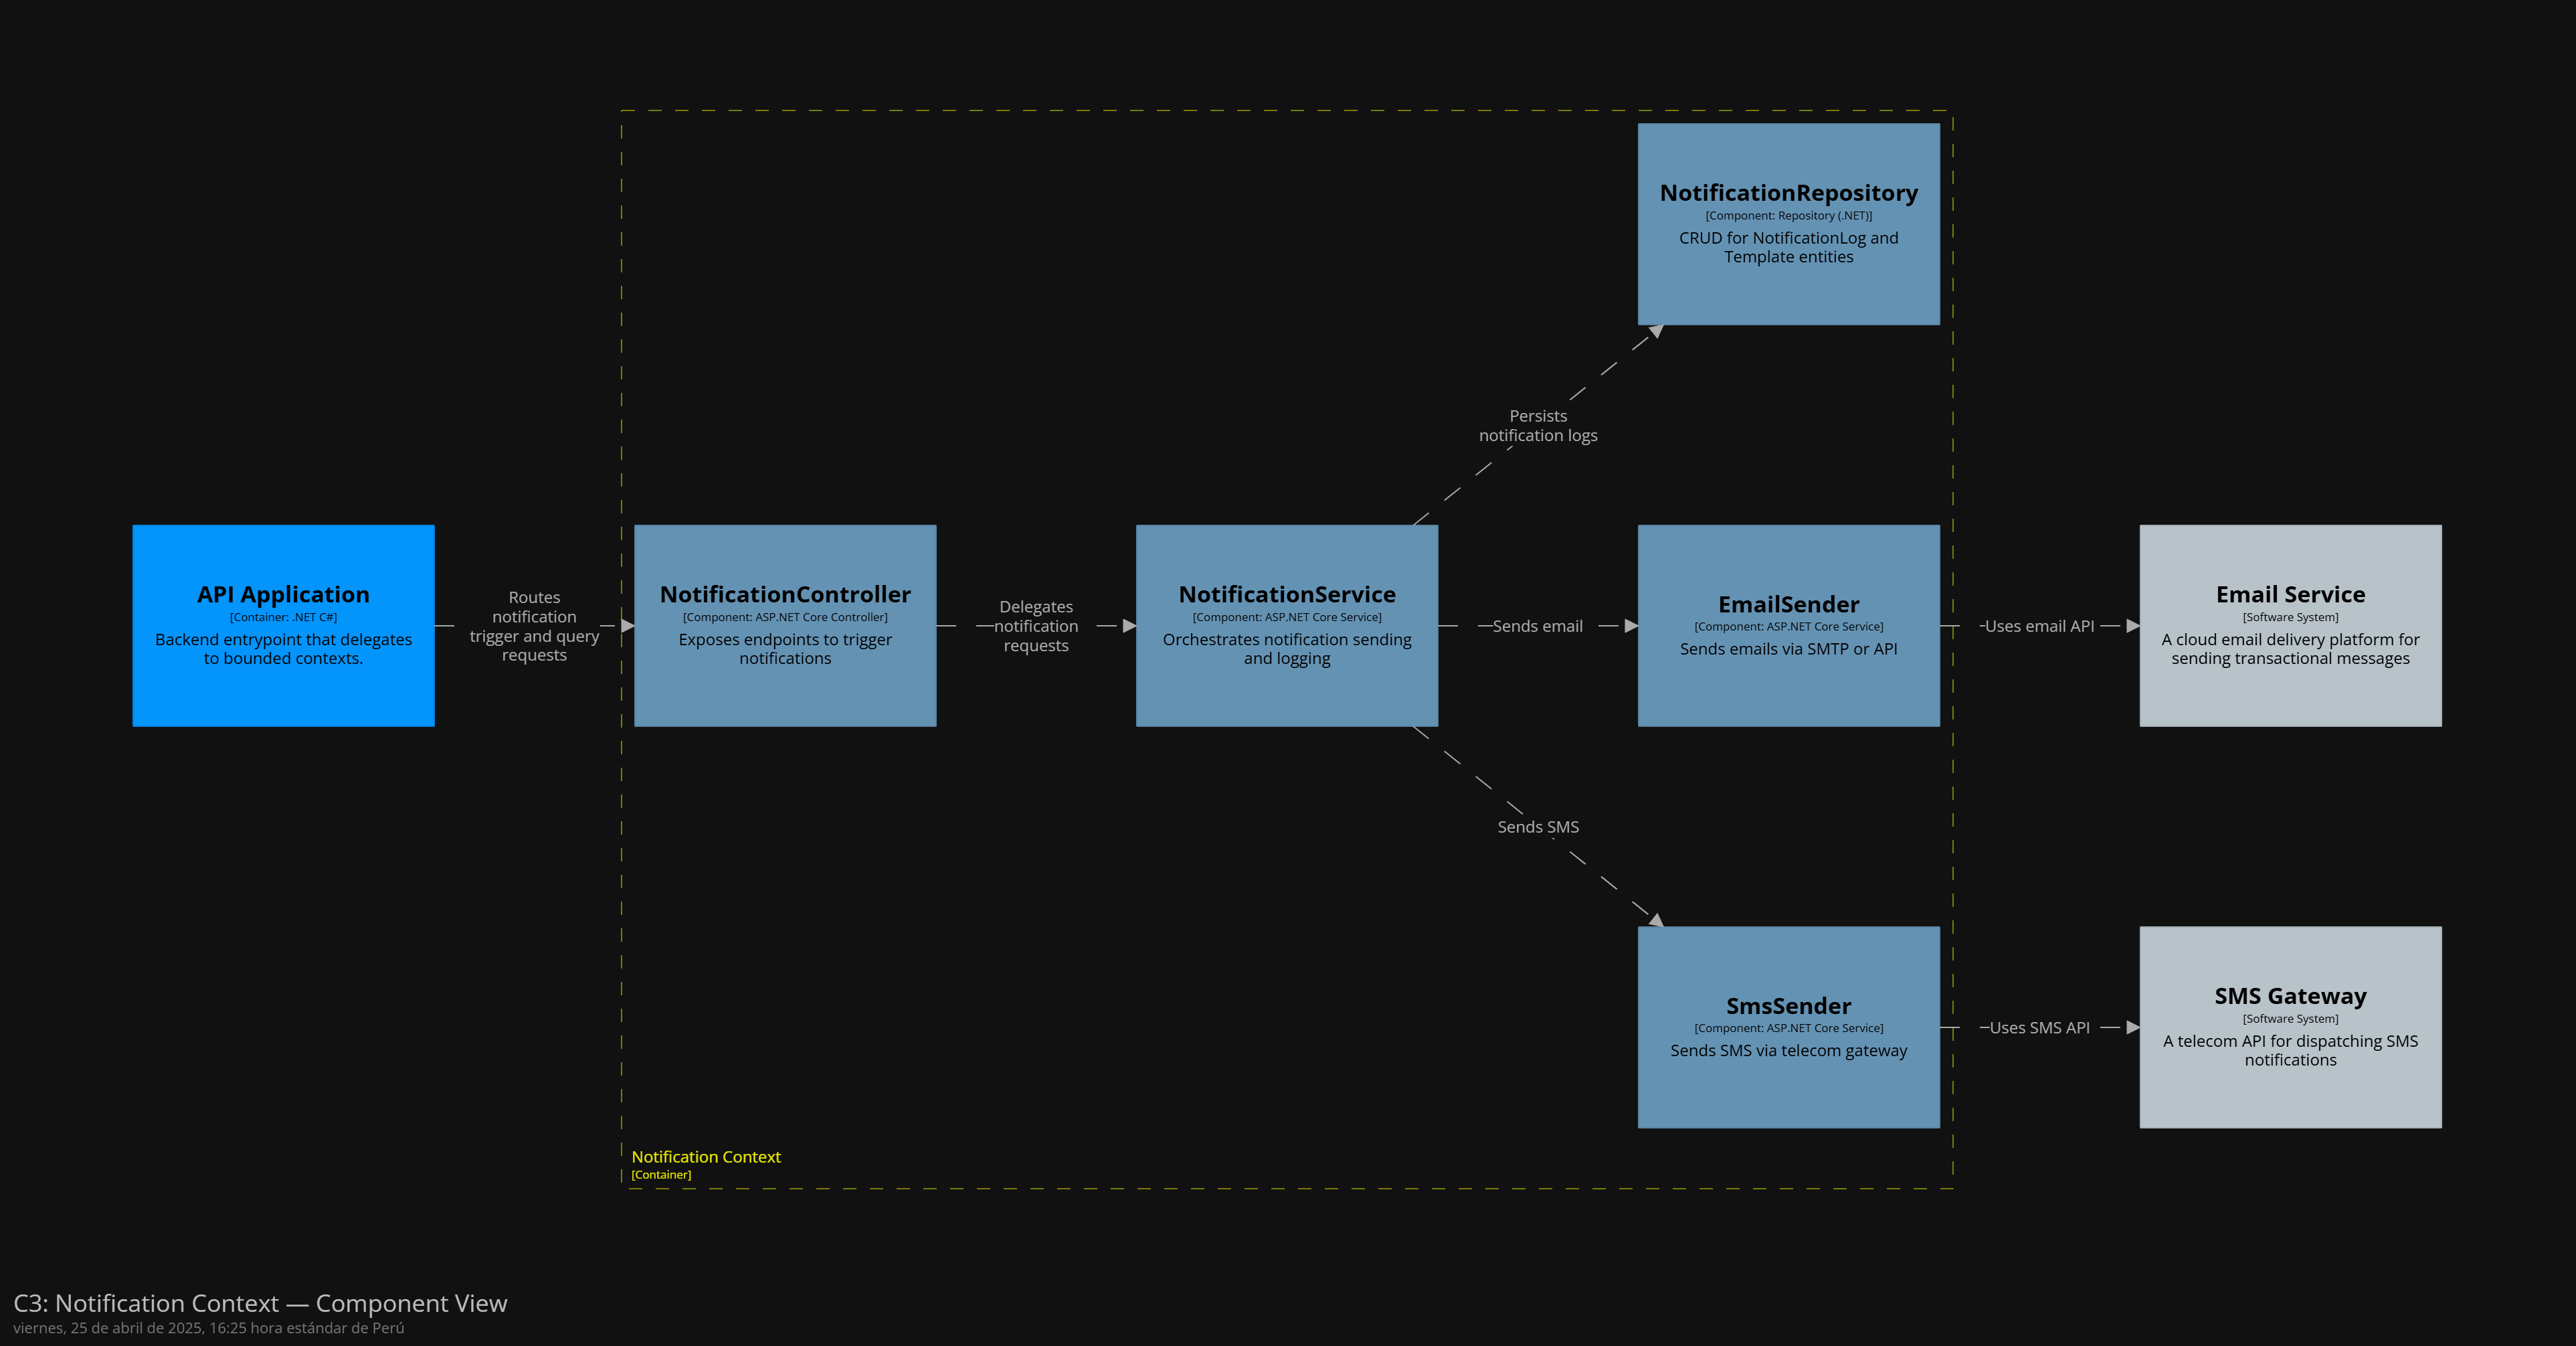 NotificationRepository
[Component: Repository (.NET)]
CRUD for NotificationLog and
Template entities
Persists
notification logs
API Application
[Container: .NET C#]
Backend entrypoint that delegates
to bounded contexts.
Routes
notification
trigger and query
requests
NotificationController
[Component: ASP.NET Core Controller]
Exposes endpoints to trigger
notifications
Delegates
notification
requests
NotificationService
[Component: ASP.NET Core Service]
Orchestrates notification sending
and logging
Sends email
EmailSender
[Component: ASP.NET Core Service]
Sends emails via SMTP or API
Uses email API
Email Service
[Software System]
A cloud email delivery platform for
sending transactional messages
Sends SMS
SmsSender
[Component: ASP.NET Core Service]
Sends SMS via telecom gateway
Uses SMS API
SMS Gateway
[Software System]
A telecom API for dispatching SMS
notifications
Notification Context
[Container]
C3: Notification Context — Component View
viernes, 25 de abril de 2025, 16:25 hora estándar de Perú